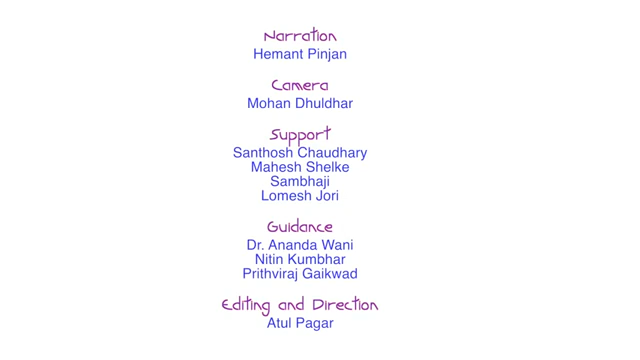 Narration
Hemant Pinjan
Camera
Mohan Dhuldhar
Support
Santhosh Chaudhary
Mahesh Shelke
Sambhaji
Lomesh Jori
Guidance
Dr. Ananda Wani
Nitin Kumbhar
Prithviraj Gaikwad
Editing and Direction
Atul Pagar